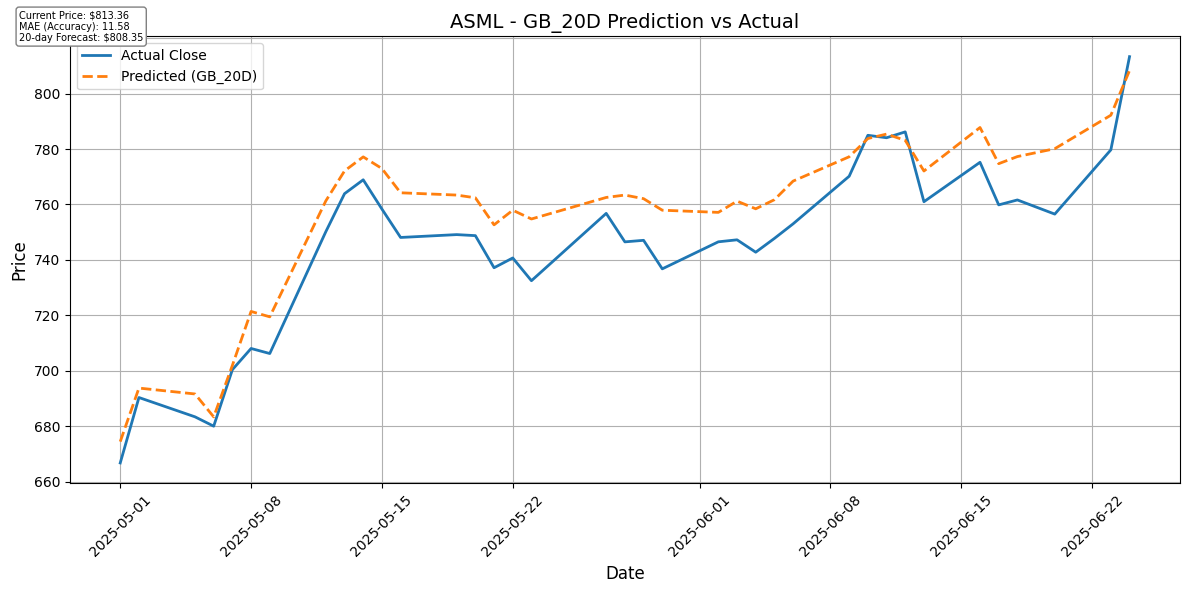 Current Price: $813.36
MAE (Accuracy): 11.58
20-day Forecast: $808.35
ASML - GB_20D Prediction vs Actual
Actual Close
Predicted (GB_20D)
Price
800
780
760
740
720
700
680
660
2025-05-01
2025-05-08
2025-05-15
2025-05-22
2025-06-01
2025-06-08
2025-06-15
2025-06-22
Date